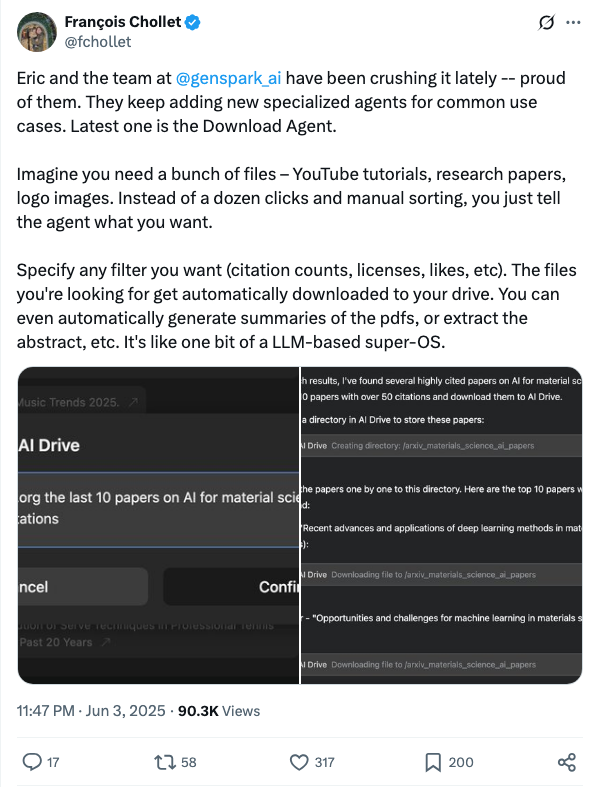 François Chollet
@fchollet
Eric and the team at @genspark_ai have been crushing it lately -- proud
of them. They keep adding new specialized agents for common use
cases. Latest one is the Download Agent.
Imagine you need a bunch of files – YouTube tutorials, research papers,
logo images. Instead of a dozen clicks and manual sorting, you just tell
the agent what you want.
Specify any filter you want (citation counts, licenses, likes, etc). The files
you're looking for get automatically downloaded to your drive. You can
even automatically generate summaries of the pdfs, or extract the
abstract, etc. It's like one bit of a LLM-based super-OS.
Music Trends 2025.
AI Drive
.org the last 10 papers on AI for material scie
tations
ncel
Confi
ution of Serve Techniques in Professional Tennis
Past 20 Years
h results, I've found several highly cited papers on AI for material sc
0 papers with over 50 citations and download them to AI Drive.
a directory in AI Drive to store these papers:
AI Drive Creating directory: /arxiv_materials_science_ai_papers
the papers one by one to this directory. Here are the top 10 papers w
d:
"Recent advances and applications of deep learning methods in mat
s):
AI Drive Downloading file to /arxiv_materials_science_ai_papers
r - "Opportunities and challenges for machine learning in materials s
AI Drive Downloading file to /arxiv_materials_science_ai_papers
11:47 PM · Jun 3, 2025 · 90.3K Views
17
58
317
200